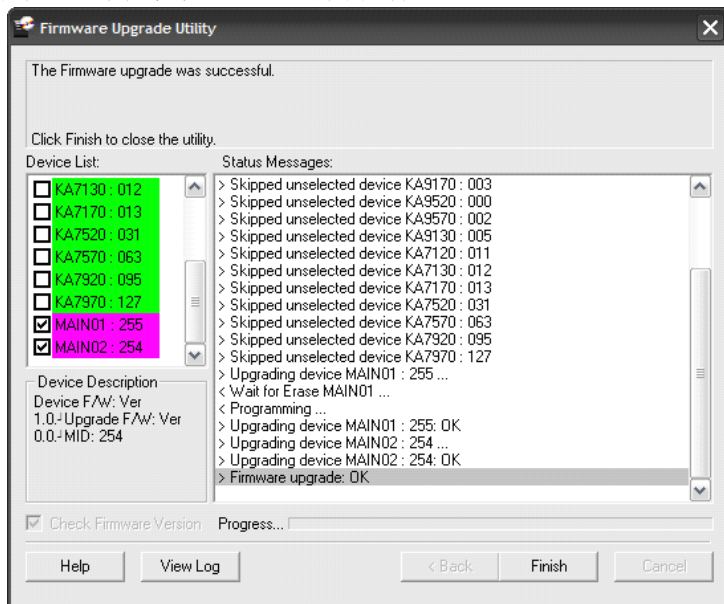 Firmware Upgrade Utility
The Firmware upgrade was successful.
Click Finish to close the utility.
Device List:
Status Messages:
KA7130 : 012
KA7170 : 013
KA7520 : 031
KA7570 : 063
KA7920 : 095
KA7970 : 127
MAIN01 : 255
MAIN02 : 254
> Skipped unselected device KA9170 : 003
> Skipped unselected device KA9520 : 000
> Skipped unselected device KA9570 : 002
> Skipped unselected device KA9130 : 005
> Skipped unselected device KA7120 : 011
> Skipped unselected device KA7130 : 012
> Skipped unselected device KA7170 : 013
> Skipped unselected device KA7520 : 031
> Skipped unselected device KA7570 : 063
> Skipped unselected device KA7920 : 095
> Skipped unselected device KA7970 : 127
> Upgrading device MAIN01 : 255 ...
< Wait for Erase MAIN01 ...
< Programming ...
> Upgrading device MAIN01 : 255: OK
> Upgrading device MAIN02 : 254 ...
> Upgrading device MAIN02 : 254: OK
> Firmware upgrade: OK
Device Description
Device F/W: Ver
1.0.┘Upgrade F/W: Ver
0.0.┘MID: 254
Check Firmware Version
Progress...
Help
View Log
< Back
Finish
Cancel